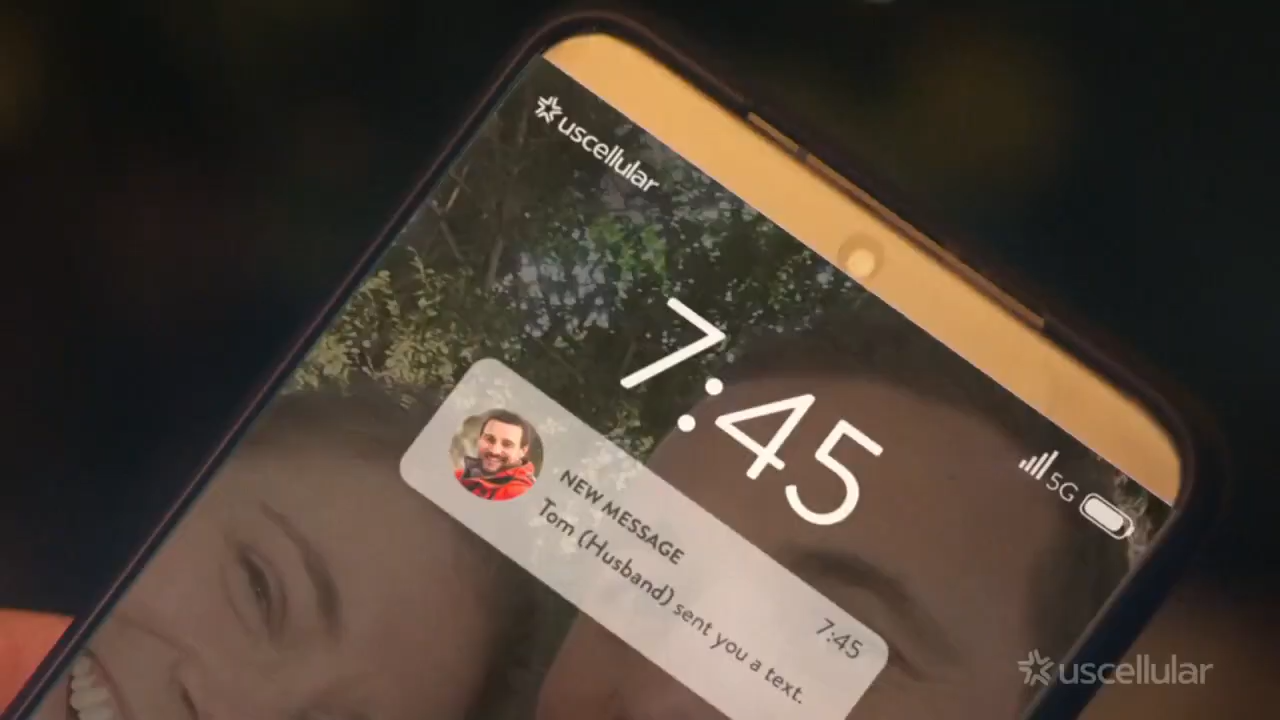 uscellular
7:45
5G
NEW MESSAGE
7:45
Tom (Husband) sent you a text.
uscellular